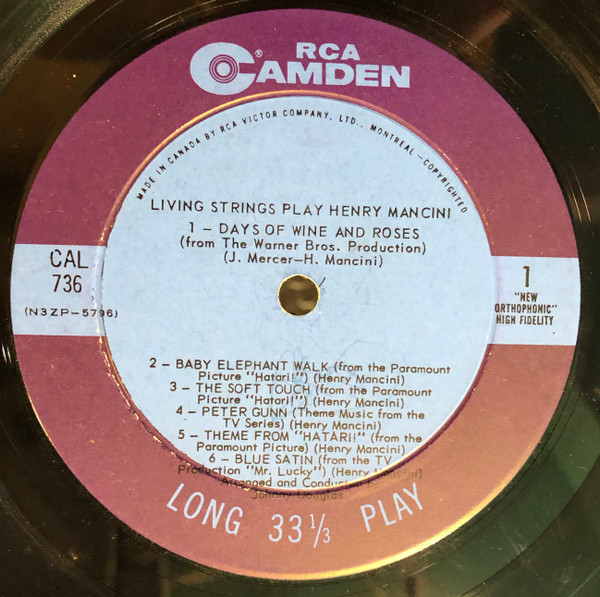 RCA
CAMDEN®
MADE IN CANADA BY RCA VICTOR COMPANY, LTD., MONTREAL - COPYRIGHTED
LIVING STRINGS PLAY HENRY MANCINI
1 - DAYS OF WINE AND ROSES
(from The Warner Bros. Production)
(J. Mercer-H. Mancini)
CAL
736
(N3ZP-5796)
1
"NEW
ORTHOPHONIC"
HIGH FIDELITY
2 - BABY ELEPHANT WALK (from the Paramount
Picture "Hatari!") (Henry Mancini)
3 - THE SOFT TOUCH (from the Paramount
Picture "Hatari!") (Henry Mancini)
4 - PETER GUNN (Theme Music from the
TV Series) (Henry Mancini)
5 - THEME FROM "HATARI!" (from the
Paramount Picture) (Henry Mancini)
6 - BLUE SATIN (from the TV
Production "Mr. Lucky") (Henry Mancini)
Arranged and Conducted by
Johnny Douglas
LONG 33 1/3 PLAY